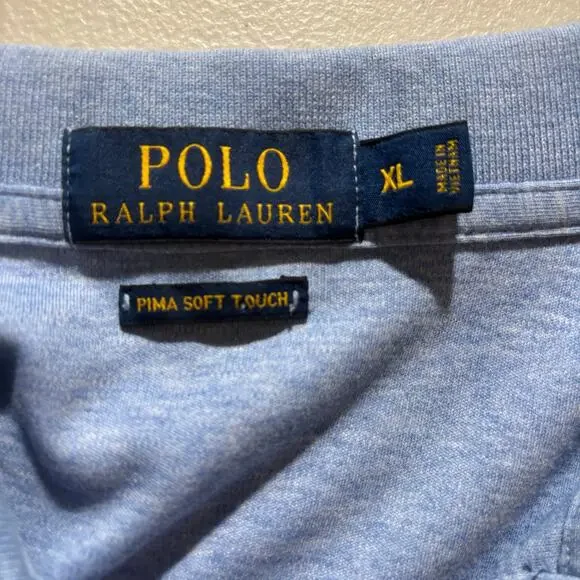 POLO
RALPH LAUREN
XL
MADE IN
VIETNAM
PIMA SOFT TOUCH